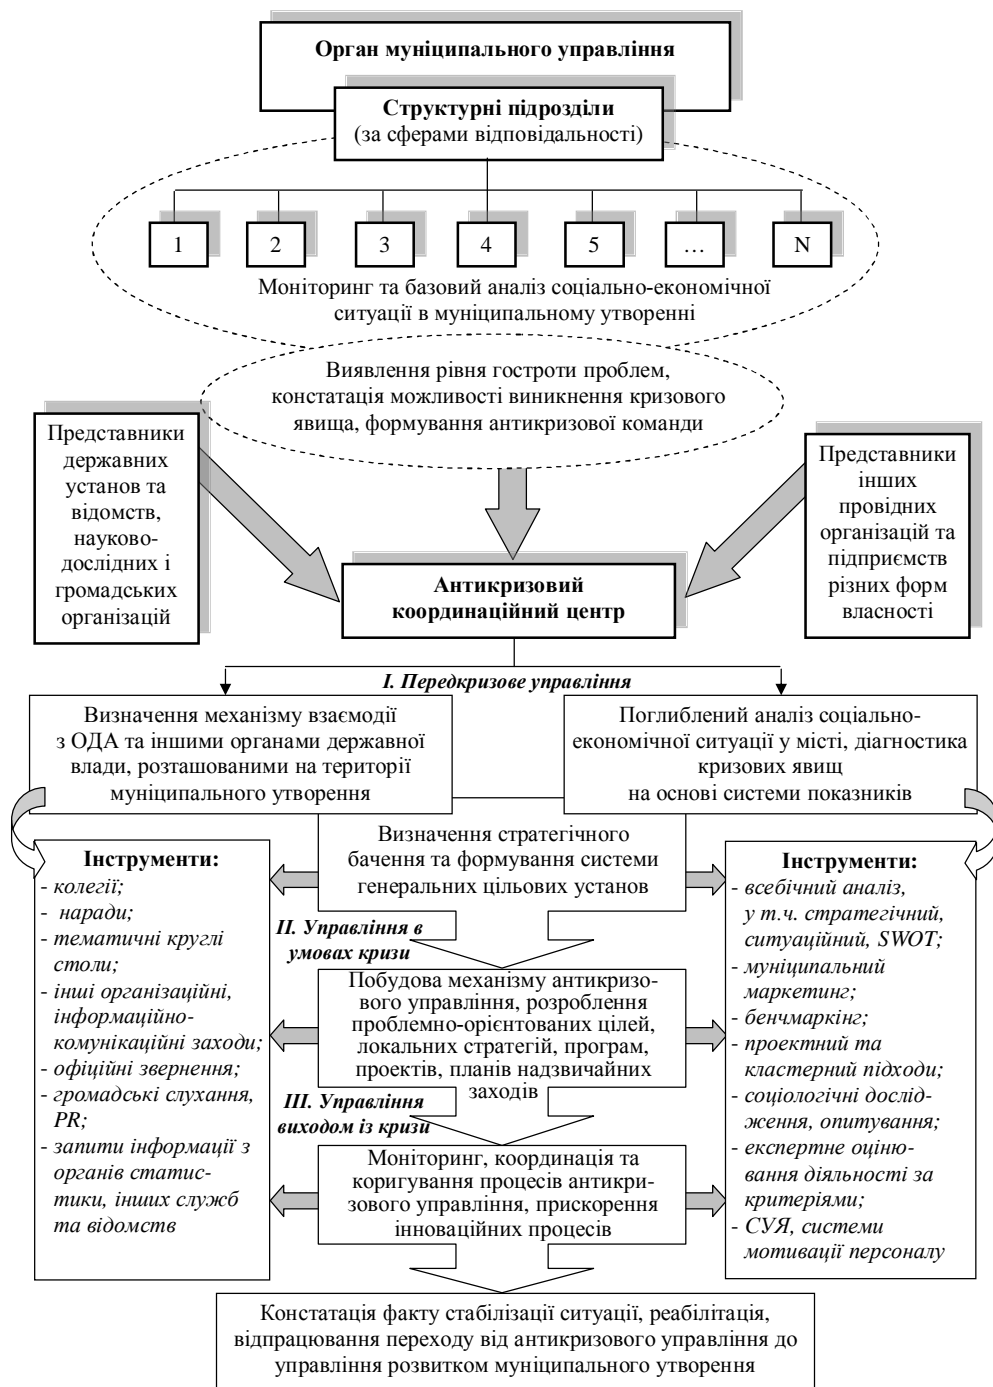 Орган муніципального управління
Структурні підрозділи
(за сферами відповідальності)
1
2
3
4
5
...
N
Моніторинг та базовий аналіз соціально-економічної
ситуації в муніципальному утворенні
Виявлення рівня гостроти проблем,
констатація можливості виникнення кризового
явища, формування антикризової команди
Представники
державних
установ та
відомств,
науково-
дослідних і
громадських
організацій
Представники
інших
провідних
організацій та
підприємств
різних форм
власності
Антикризовий
координаційний центр
I. Передкризове управління
Визначення механізму взаємодії
з ОДА та іншими органами державної
влади, розташованими на території
муніципального утворення
Поглиблений аналіз соціально-
економічної ситуації у місті, діагностика
кризових явищ
на основі системи показників
Визначення стратегічного
бачення та формування системи
генеральних цільових установ
Інструменти:
- колегії;
- наради;
- тематичні круглі
столи;
- інші організаційні,
інформаційно-
комунікаційні заходи;
- офіційні звернення;
- громадські слухання,
PR;
- запити інформації з
органів статис-
тики, інших служб
та відомств
II. Управління в
умовах кризи
Побудова механізму антикризо-
вого управління, розроблення
проблемно-орієнтованих цілей,
локальних стратегій, програм,
проектів, планів надзвичайних
заходів
III. Управління
виходом із кризи
Моніторинг, координація та
коригування процесів антикри-
зового управління, прискорення
інноваційних процесів
Інструменти:
- всебічний аналіз,
у т.ч. стратегічний,
ситуаційний, SWOT;
- муніципальний
маркетинг;
- бенчмаркінг;
- проектний та
кластерний підходи;
- соціологічні дослід-
ження, опитування;
- експертне оціню-
вання діяльності за
критеріями;
- СУЯ, системи
мотивації персоналу
Констатація факту стабілізації ситуації, реабілітація,
відпрацювання переходу від антикризового управління до
управління розвитком муніципального утворення